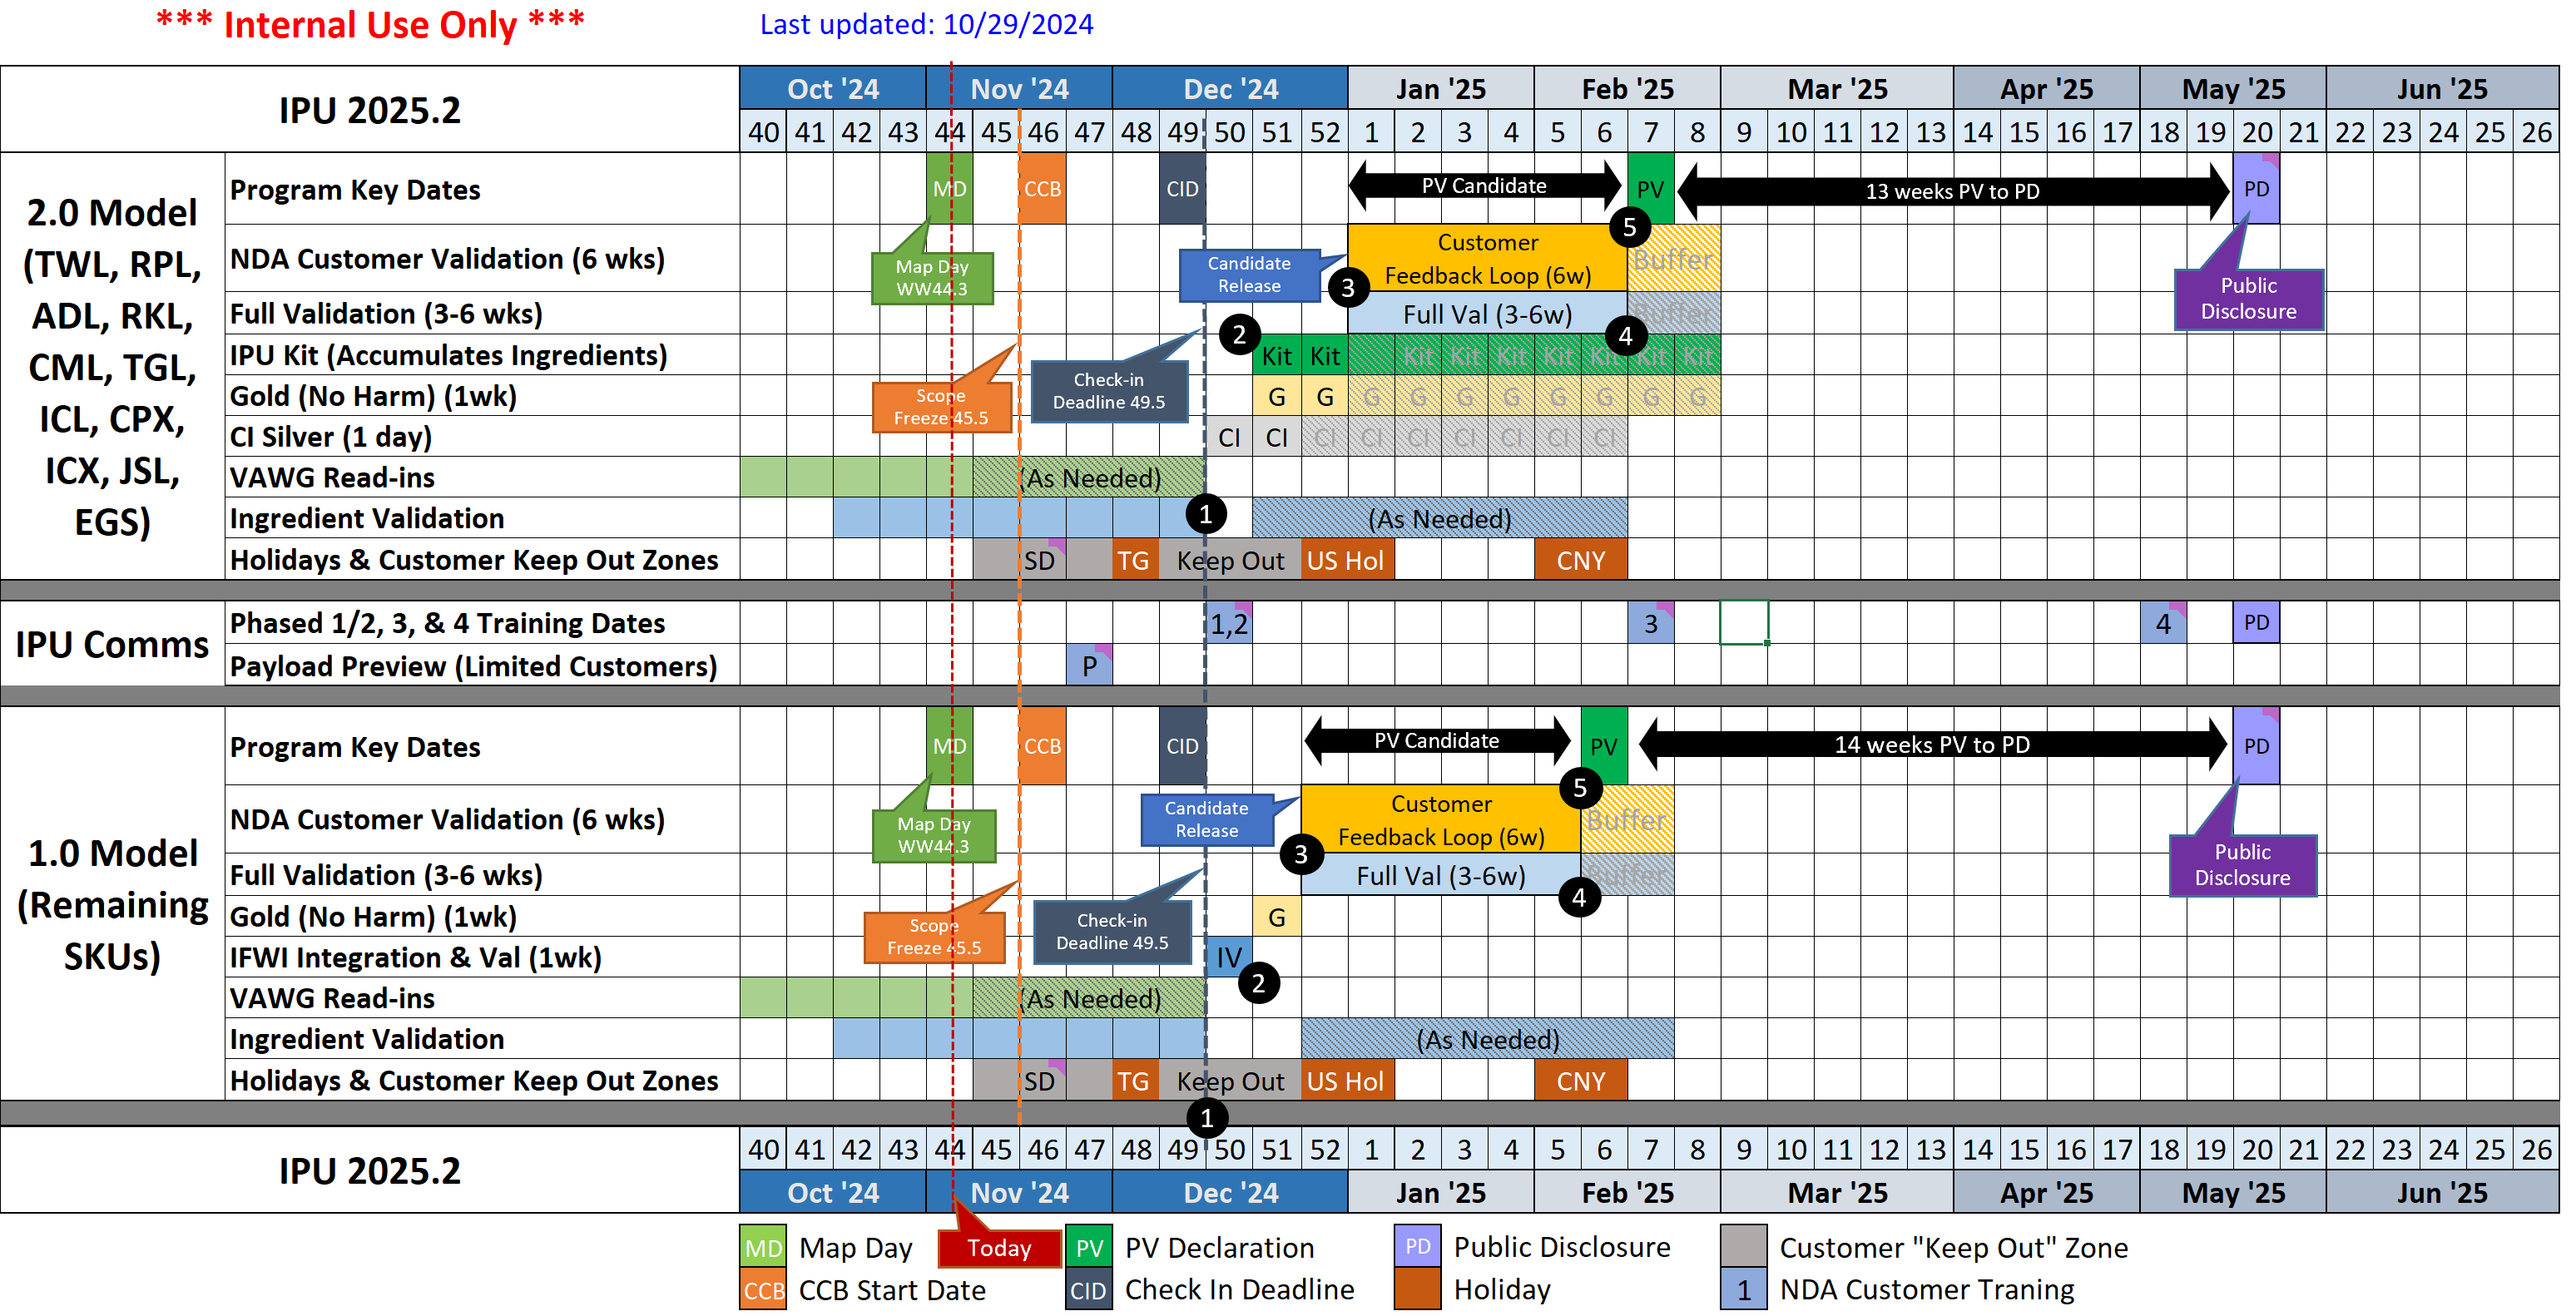 *** Internal Use Only ***
Last updated: 10/29/2024
IPU 2025.2
Oct '24 Nov '24 Dec '24 Jan '25 Feb '25 Mar '25 Apr '25 May '25 Jun '25
40 41 42 43 44 45 46 47 48 49 50 51 52 1 2 3 4 5 6 7 8 9 10 11 12 13 14 15 16 17 18 19 20 21 22 23 24 25 26
2.0 Model
(TWL, RPL,
ADL, RKL,
CML, TGL,
ICL, CPX,
ICX, JSL,
EGS)
Program Key Dates
MD CCB CID PV Candidate PV 13 weeks PV to PD PD
NDA Customer Validation (6 wks)
Map Day
WW44.3
Candidate
Release
3
Customer
Feedback Loop (6w)
5
Buffer
Public
Disclosure
Full Validation (3-6 wks)
Full Val (3-6w)
4
Buffer
IPU Kit (Accumulates Ingredients)
2
Kit Kit Kit Kit Kit Kit Kit Kit Kit
Gold (No Harm) (1wk)
Scope
Freeze 45.5
Check-in
Deadline 49.5
G G G G G G G G G G
CI Silver (1 day)
CI CI CI CI CI CI CI CI CI
VAWG Read-ins
(As Needed)
Ingredient Validation
1
(As Needed)
Holidays & Customer Keep Out Zones
SD TG Keep Out US Hol CNY
IPU Comms
Phased 1/2, 3, & 4 Training Dates
1,2 3 4 PD
Payload Preview (Limited Customers)
P
1.0 Model
(Remaining
SKUs)
Program Key Dates
MD CCB CID PV Candidate PV 14 weeks PV to PD PD
NDA Customer Validation (6 wks)
Map Day
WW44.3
Candidate
Release
3
Customer
Feedback Loop (6w)
5
Buffer
Public
Disclosure
Full Validation (3-6 wks)
Full Val (3-6w)
4
Buffer
Gold (No Harm) (1wk)
Scope
Freeze 45.5
Check-in
Deadline 49.5
G
IFWI Integration & Val (1wk)
IV
2
VAWG Read-ins
(As Needed)
Ingredient Validation
(As Needed)
Holidays & Customer Keep Out Zones
SD TG Keep Out US Hol CNY
1
IPU 2025.2
40 41 42 43 44 45 46 47 48 49 50 51 52 1 2 3 4 5 6 7 8 9 10 11 12 13 14 15 16 17 18 19 20 21 22 23 24 25 26
Oct '24 Nov '24 Dec '24 Jan '25 Feb '25 Mar '25 Apr '25 May '25 Jun '25
MD Map Day
Today
PV PV Declaration
PD Public Disclosure
Customer "Keep Out" Zone
CCB CCB Start Date
CID Check In Deadline
Holiday
1 NDA Customer Traning